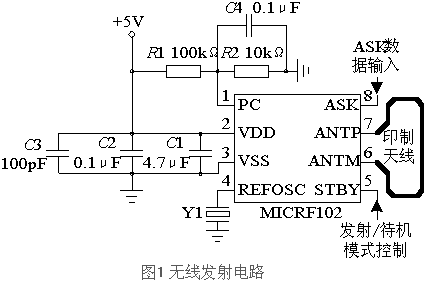 C4 0.1μF
+5V
R1 100kΩ R2 10kΩ
ASK数
据输入
1 PC ASK 8
2 VDD ANTP 7
3 VSS ANTM 6
4 REFOSC STBY 5
印制
天线
C3 C2 C1
100pF 0.1μF 4.7μF
Y1
MICRF102
发射/待机
模式控制
图1 无线发射电路